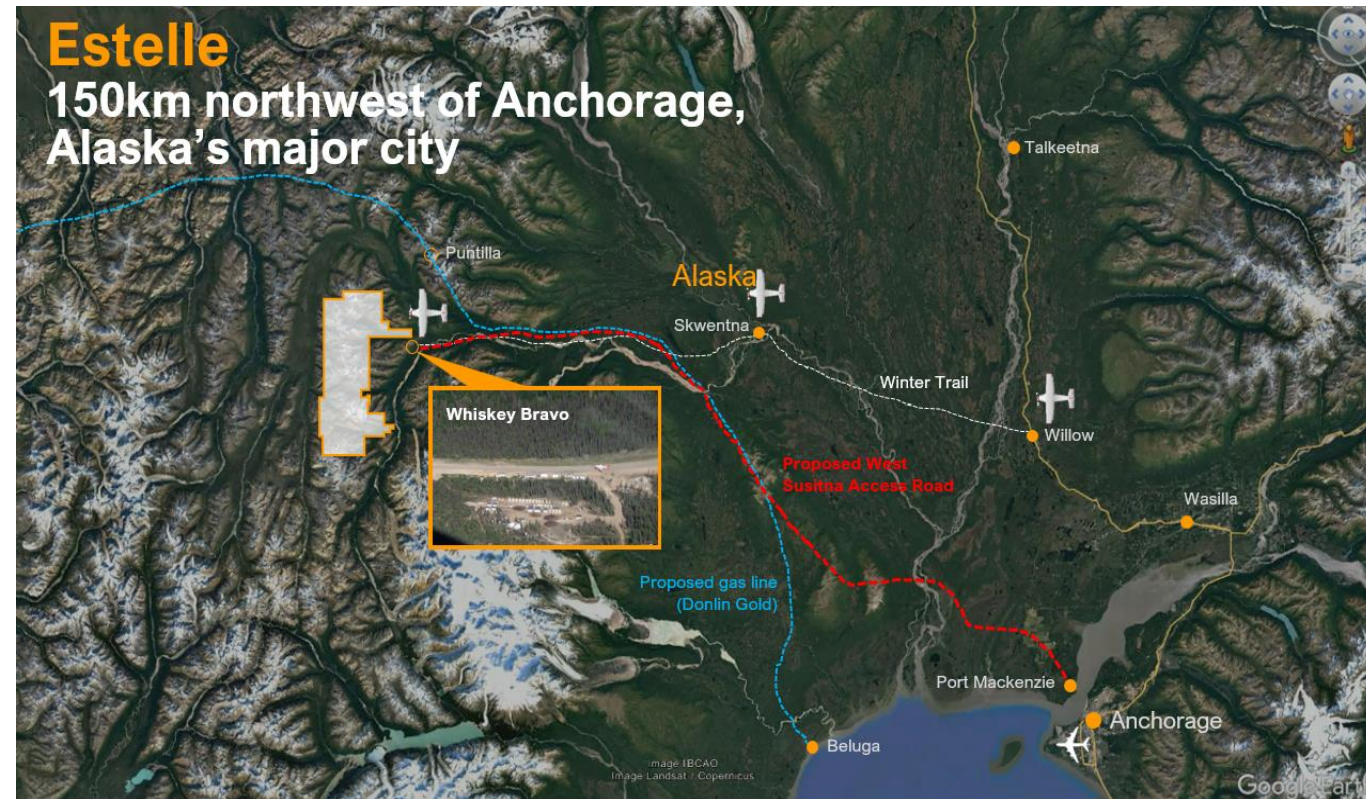 Estelle
150km northwest of Anchorage,
Alaska's major city
Talkeetna
Puntilla
Alaska
Skwentna
Winter Trail
Whiskey Bravo
Willow
Proposed West
Susitna Access Road
Wasilla
Proposed gas line
(Donlin Gold)
Port Mackenzie
Anchorage
Beluga
Image IBCAO
Image Landsat / Copernicus
Google Earth